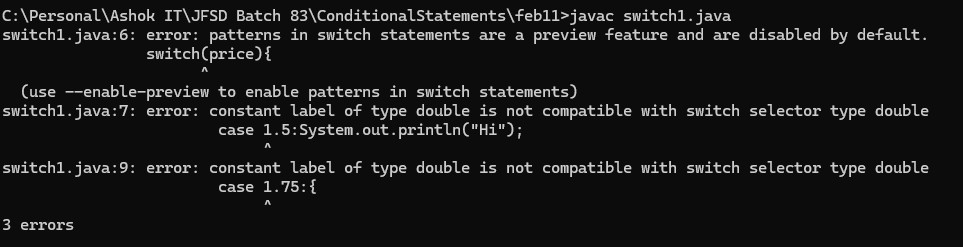 C:\Personal\Ashok IT\JFSD Batch 83\ConditionalStatements\feb11>javac switch1.java
switch1.java:6: error: patterns in switch statements are a preview feature and are disabled by default.
                switch(price){
                      ^
  (use --enable-preview to enable patterns in switch statements)
switch1.java:7: error: constant label of type double is not compatible with switch selector type double
                        case 1.5:System.out.println("Hi");
                             ^
switch1.java:9: error: constant label of type double is not compatible with switch selector type double
                        case 1.75:{
                             ^
3 errors